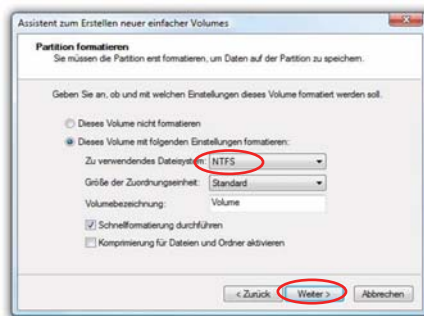 Assistent zum Erstellen neuer einfacher Volumes
Partition formatieren
Sie müssen die Partition erst formatieren, um Daten auf der Partition zu speichern.
Geben Sie an, ob und mit welchen Einstellungen dieses Volume formatiert werden soll.
Dieses Volume nicht formatieren
Dieses Volume mit folgenden Einstellungen formatieren:
Zu verwendendes Dateisystem: NTFS
Größe der Zuordnungseinheit: Standard
Volumebezeichnung: Volume
Schnellformatierung durchführen
Komprimierung für Dateien und Ordner aktivieren
< Zurück Weiter > Abbrechen